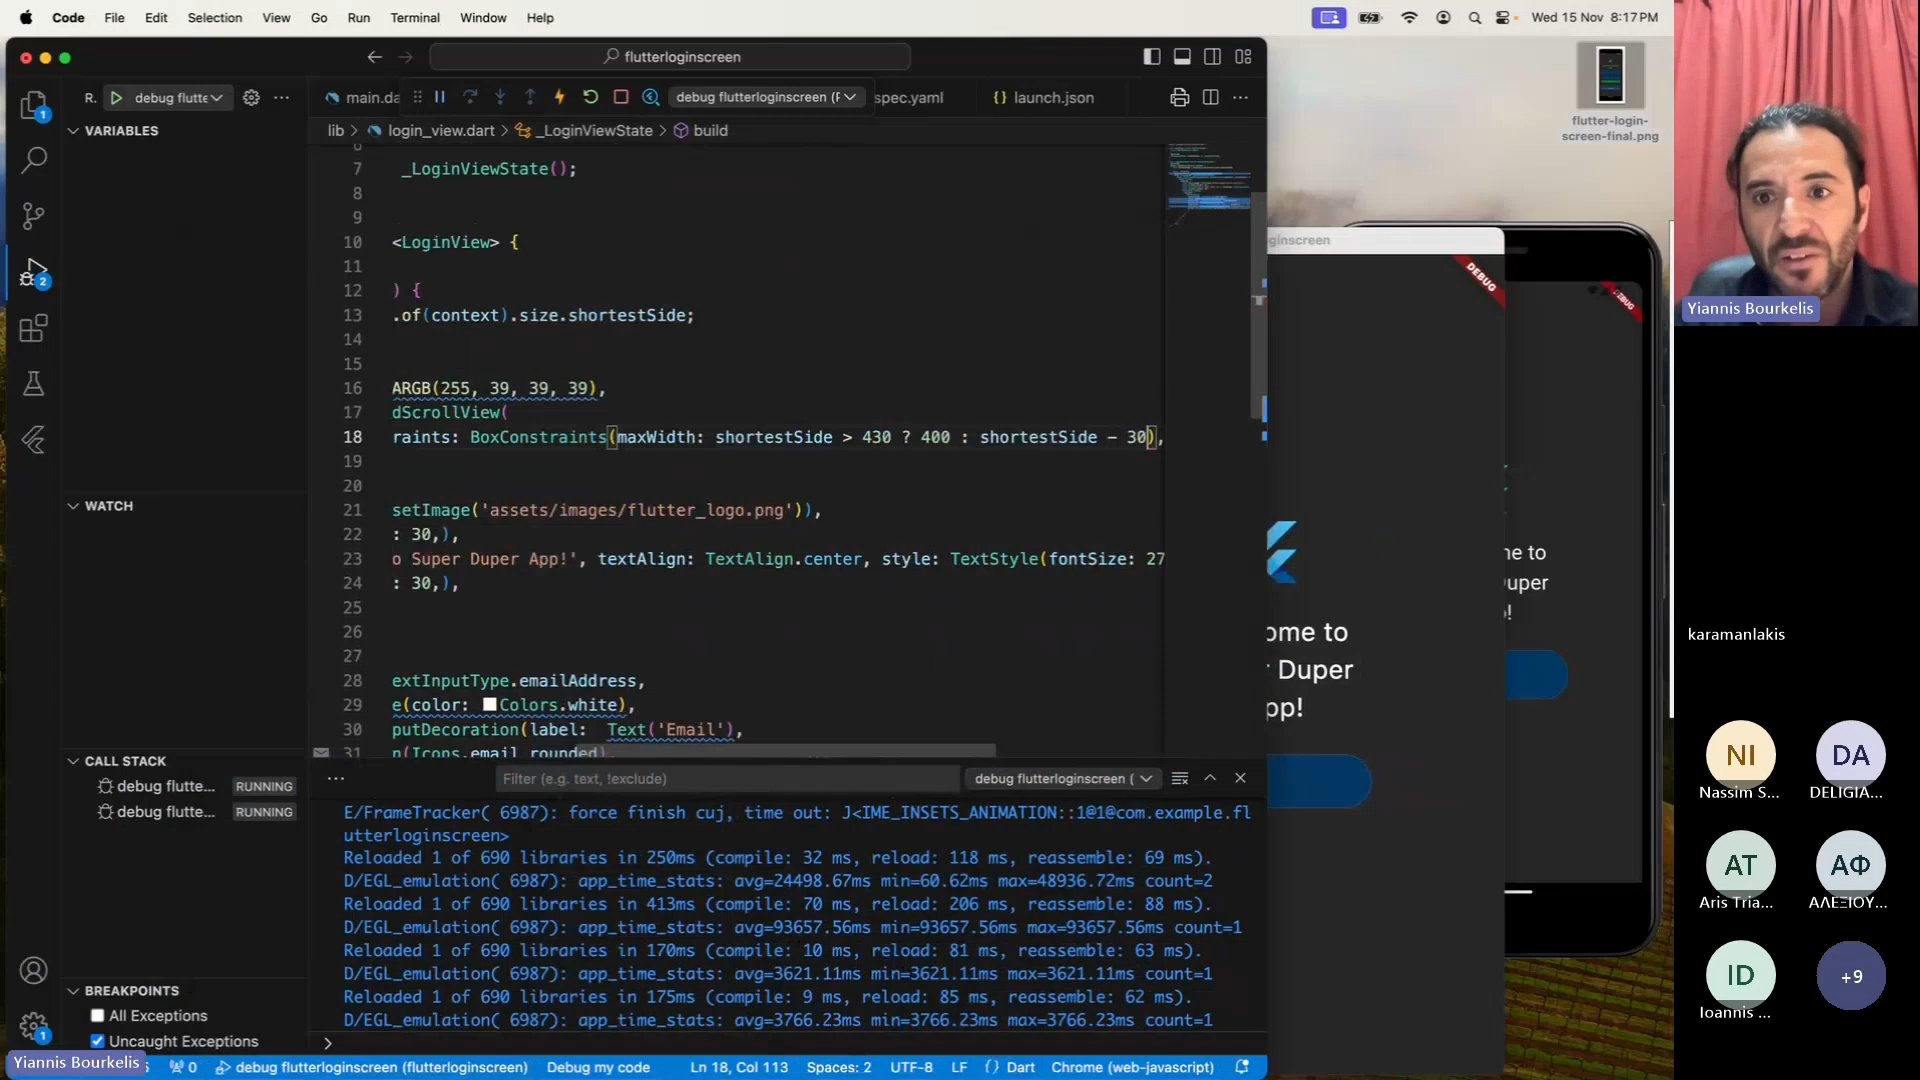 Code File Edit Selection View Go Run Terminal Window Help
Wed 15 Nov 8:17 PM
flutterloginscreen
R. debug flutte
main.da
debug flutterloginscreen (F
spec.yaml
{} launch.json
lib > login_view.dart > _LoginViewState > build
VARIABLES
WATCH
CALL STACK
debug flutte... RUNNING
debug flutte... RUNNING
BREAKPOINTS
All Exceptions
Uncaught Exceptions
1
2
1
6
7 _LoginViewState();
8
9
10 <LoginView> {
11
12 ) {
13 .of(context).size.shortestSide;
14
15
16 ARGB(255, 39, 39, 39),
17 dScrollView(
18 raints: BoxConstraints(maxWidth: shortestSide > 430 ? 400 : shortestSide - 30),
19
20
21 setImage('assets/images/flutter_logo.png')),
22 : 30,),
23 o Super Duper App!', textAlign: TextAlign.center, style: TextStyle(fontSize: 27
24 : 30,),
25
26
27
28 extInputType.emailAddress,
29 e(color: Colors.white),
30 putDecoration(label: Text('Email'),
31 n(Icons.email_rounded),
Filter (e.g. text, !exclude)
debug flutterloginscreen (
E/FrameTracker( 6987): force finish cuj, time out: J<IME_INSETS_ANIMATION::1@1@com.example.fl
utterloginscreen>
Reloaded 1 of 690 libraries in 250ms (compile: 32 ms, reload: 118 ms, reassemble: 69 ms).
D/EGL_emulation( 6987): app_time_stats: avg=24498.67ms min=60.62ms max=48936.72ms count=2
Reloaded 1 of 690 libraries in 413ms (compile: 70 ms, reload: 206 ms, reassemble: 88 ms).
D/EGL_emulation( 6987): app_time_stats: avg=93657.56ms min=93657.56ms max=93657.56ms count=1
Reloaded 1 of 690 libraries in 170ms (compile: 10 ms, reload: 81 ms, reassemble: 63 ms).
D/EGL_emulation( 6987): app_time_stats: avg=3621.11ms min=3621.11ms max=3621.11ms count=1
Reloaded 1 of 690 libraries in 175ms (compile: 9 ms, reload: 85 ms, reassemble: 62 ms).
D/EGL_emulation( 6987): app_time_stats: avg=3766.23ms min=3766.23ms max=3766.23ms count=1
>
Yiannis Bourkelis
0 debug flutterloginscreen (flutterloginscreen) Debug my code Ln 18, Col 113 Spaces: 2 UTF-8 LF {} Dart Chrome (web-javascript)
flutter-login-
screen-final.png
ginscreen
DEBUG
DEBUG
ome to
Duper
pp!
me to
uper
!
Yiannis Bourkelis
karamanlakis
NI
Nassim S...
DA
DELIGIA...
AT
Aris Tria...
ΑΦ
ΑΛΕΞΙΟΥ...
ID
Ioannis ...
+9